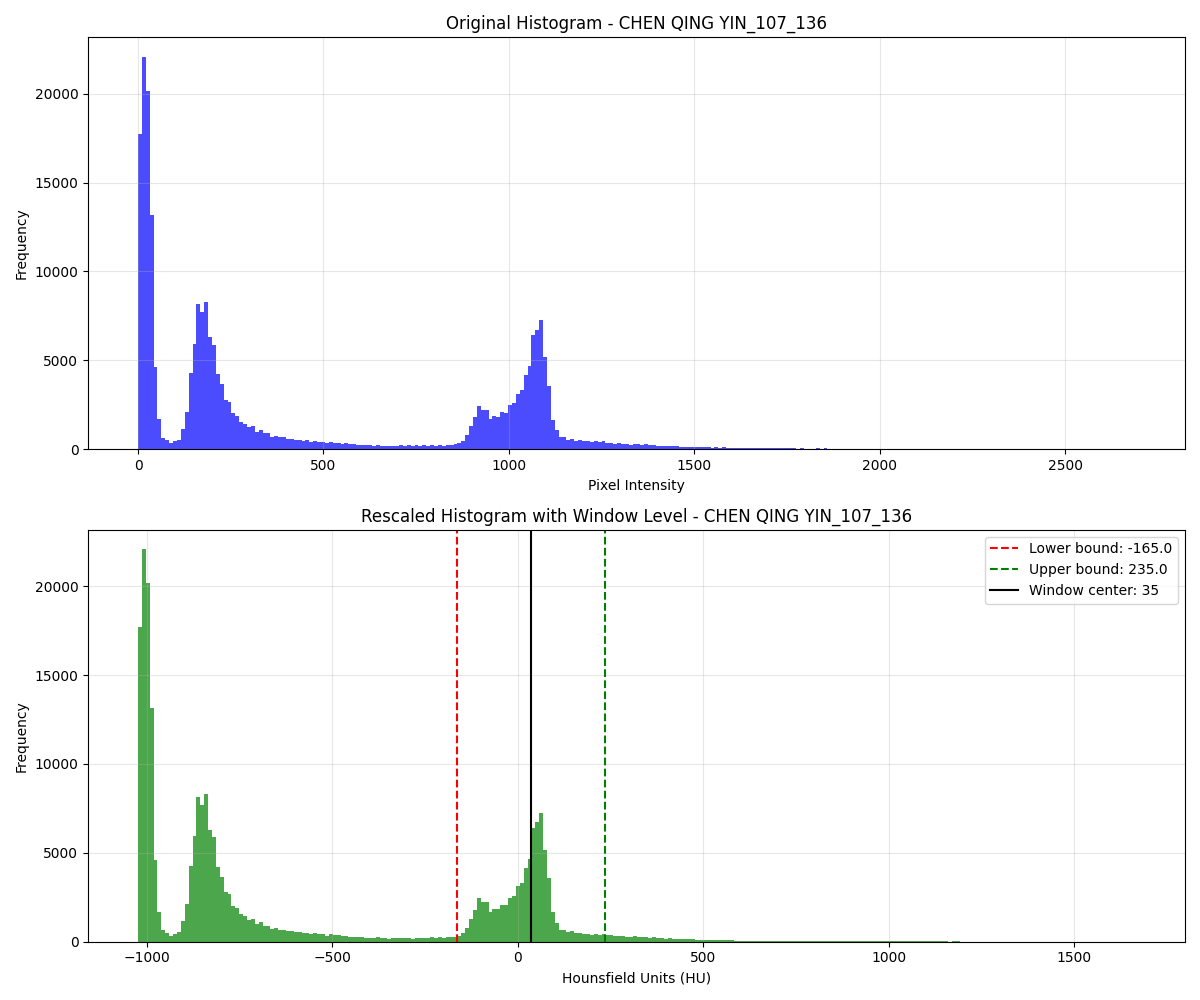 Original Histogram - CHEN QING YIN_107_136
20000
15000
10000
5000
0
Frequency
0 500 1000 1500 2000 2500
Pixel Intensity
Rescaled Histogram with Window Level - CHEN QING YIN_107_136
Lower bound: -165.0
Upper bound: 235.0
Window center: 35
20000
15000
10000
5000
0
Frequency
−1000 −500 0 500 1000 1500
Hounsfield Units (HU)